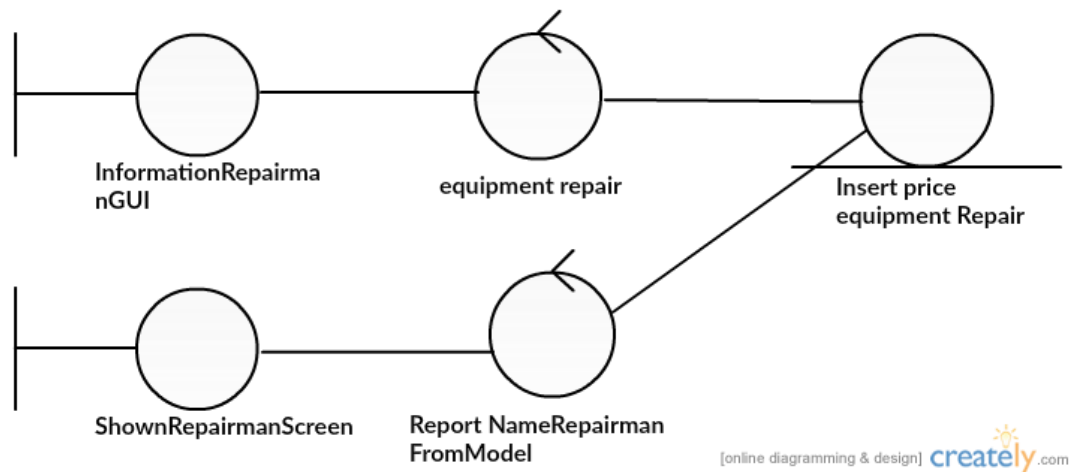 InformationRepairma
nGUI
equipment repair
Insert price
equipment Repair
ShownRepairmanScreen
Report NameRepairman
FromModel
[online diagramming & design] creately.com